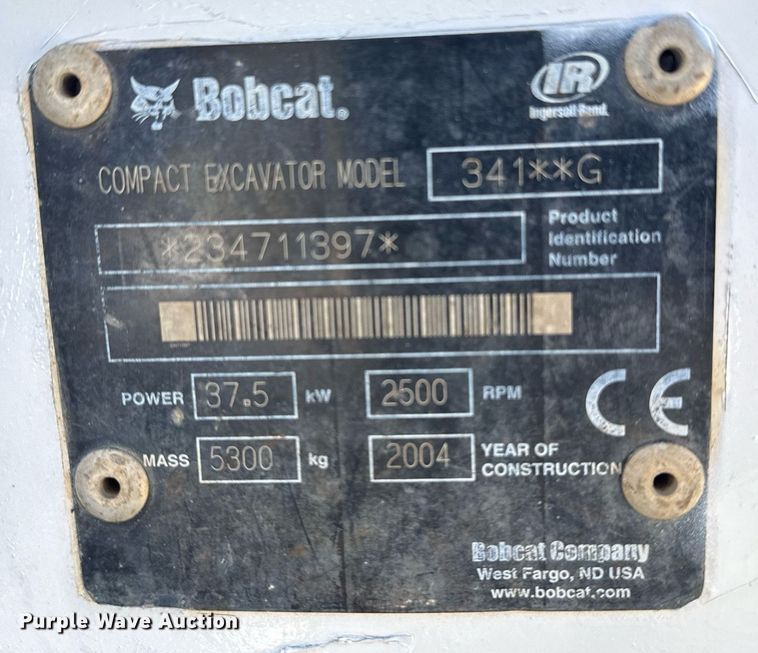 Bobcat.
IR
Ingersoll-Rand.
COMPACT EXCAVATOR MODEL 341**G
*234711397*
Product
Identification
Number
POWER 37.5 kW 2500 RPM
CE
MASS 5300 kg 2004 YEAR OF
CONSTRUCTION
Bobcat Company
West Fargo, ND USA
www.bobcat.com
Purple Wave Auction